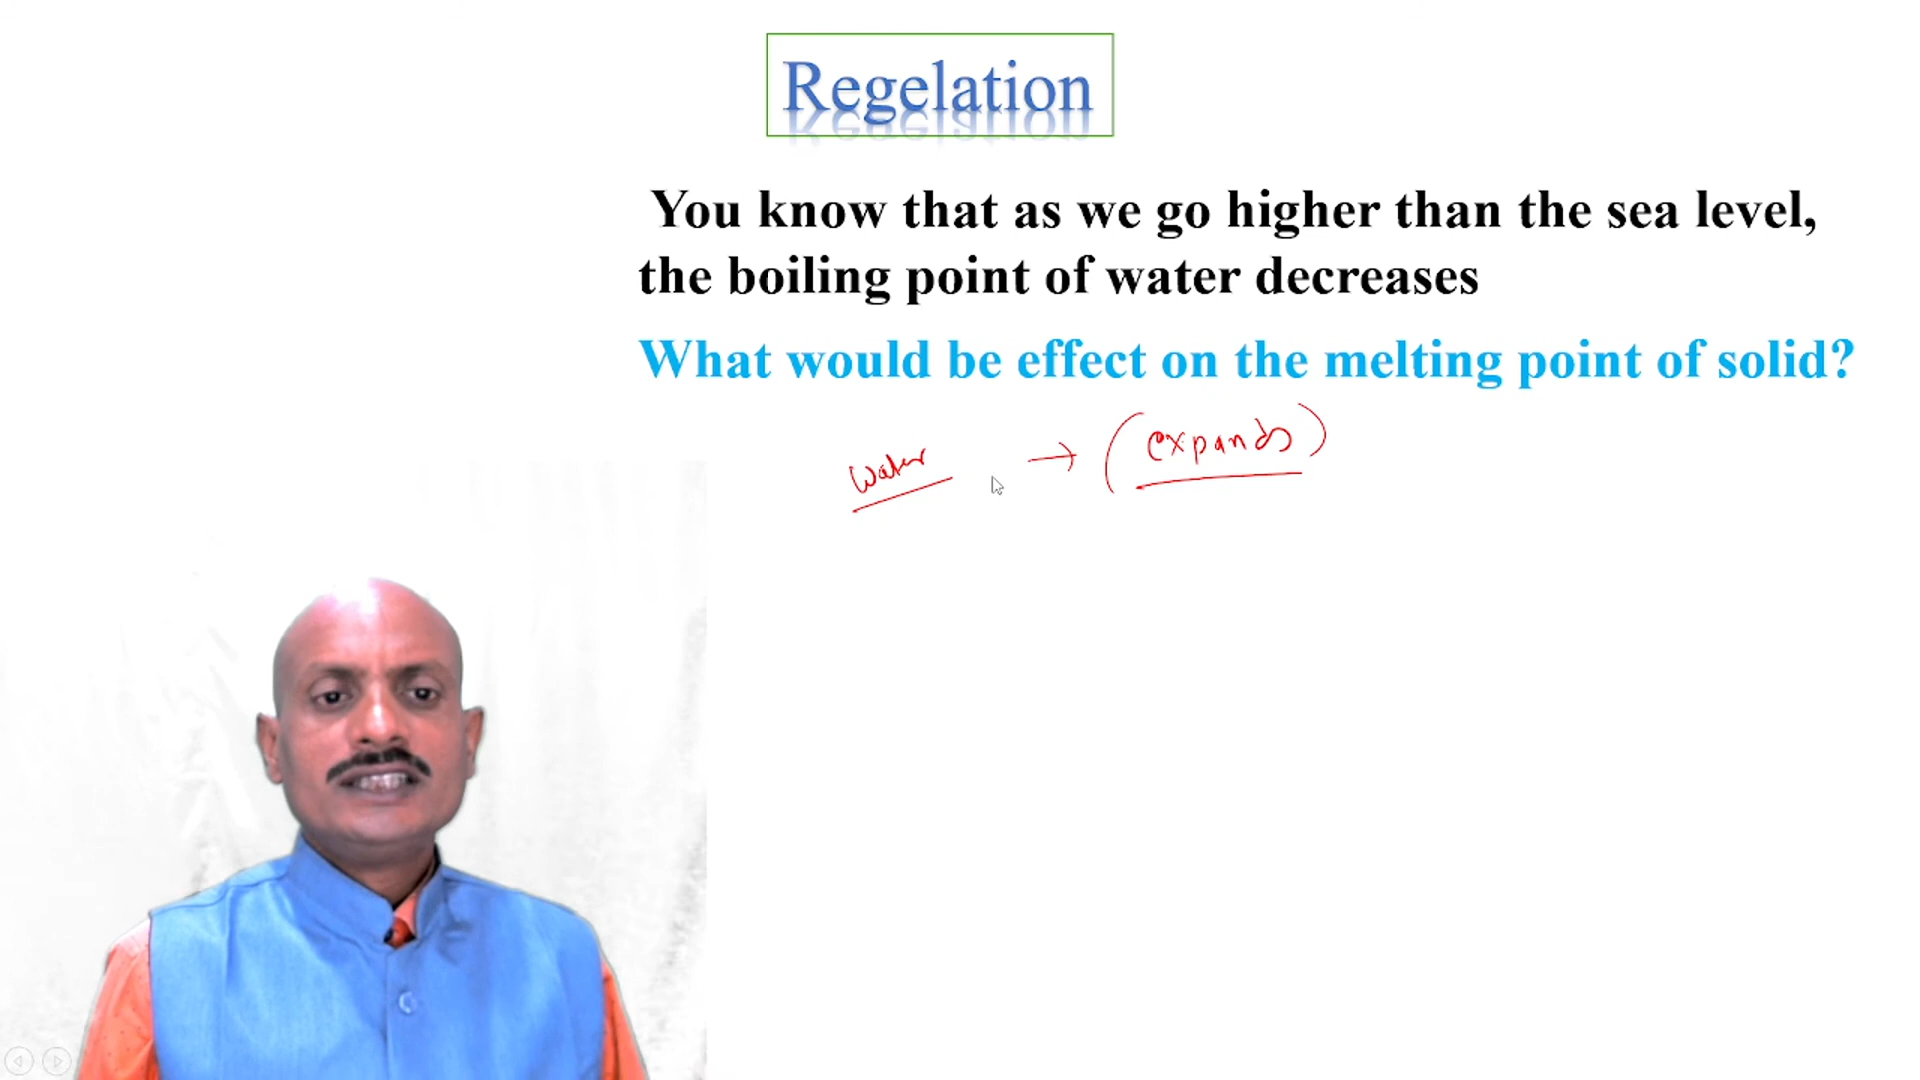 Regelation
You know that as we go higher than the sea level,
the boiling point of water decreases
What would be effect on the melting point of solid?
water → (expands)